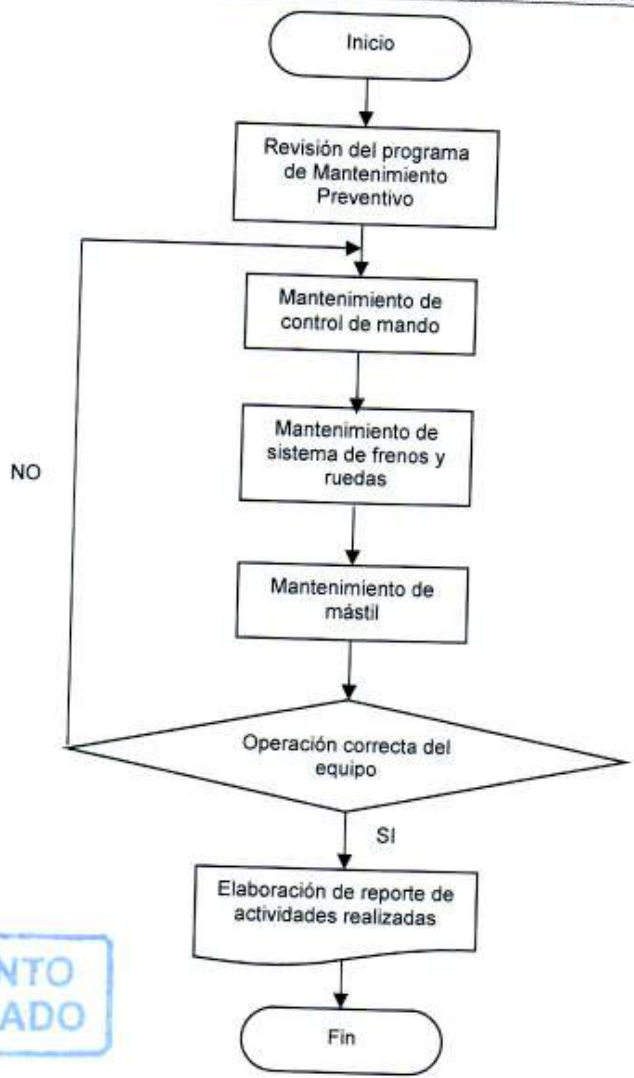 Inicio
Revisión del programa
de Mantenimiento
Preventivo
Mantenimiento de
control de mando
Mantenimiento de
sistema de frenos y
ruedas
NO
Mantenimiento de
mástil
Operación correcta del
equipo
SI
Elaboración de reporte de
actividades realizadas
NTO
ADO
Fin